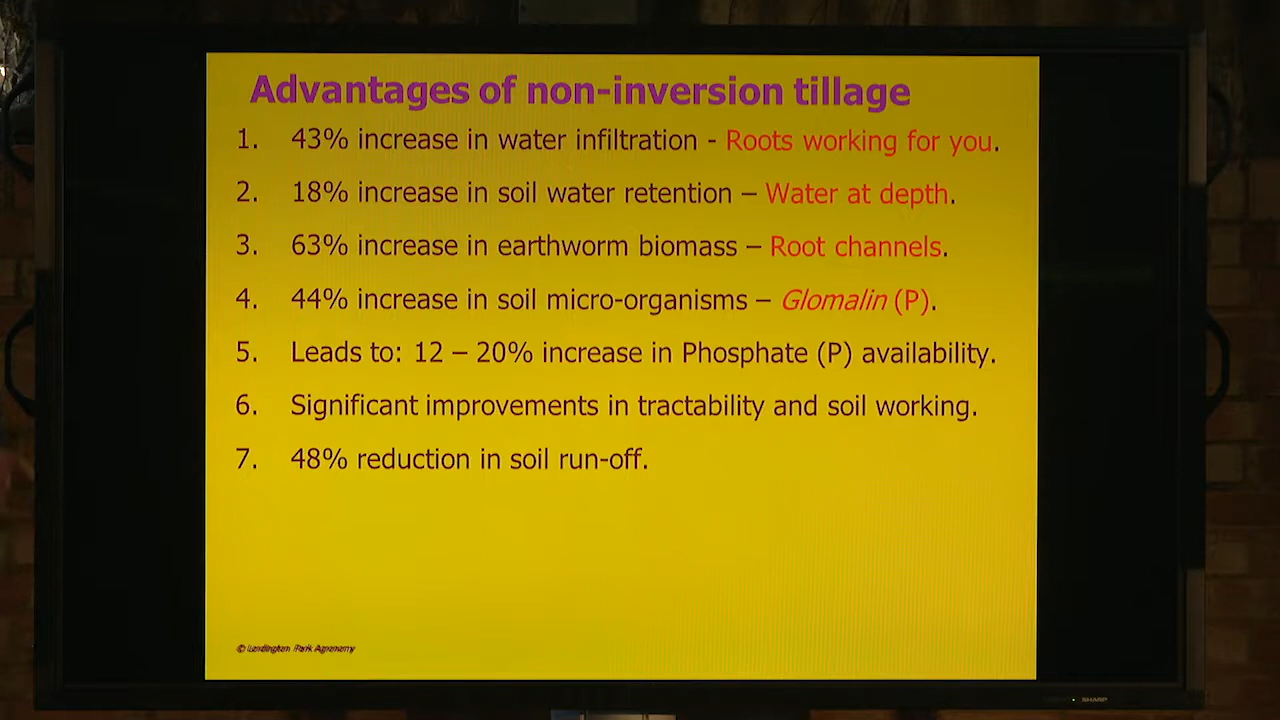 Advantages of non-inversion tillage
1. 43% increase in water infiltration - Roots working for you.
2. 18% increase in soil water retention – Water at depth.
3. 63% increase in earthworm biomass – Root channels.
4. 44% increase in soil micro-organisms – Glomalin (P).
5. Leads to: 12 – 20% increase in Phosphate (P) availability.
6. Significant improvements in tractability and soil working.
7. 48% reduction in soil run-off.
© Park Agronomy
SHARP